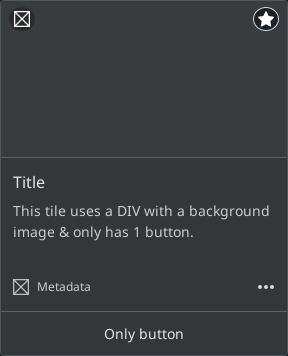 Title
This tile uses a DIV with a background
image & only has 1 button.
Metadata
Only button